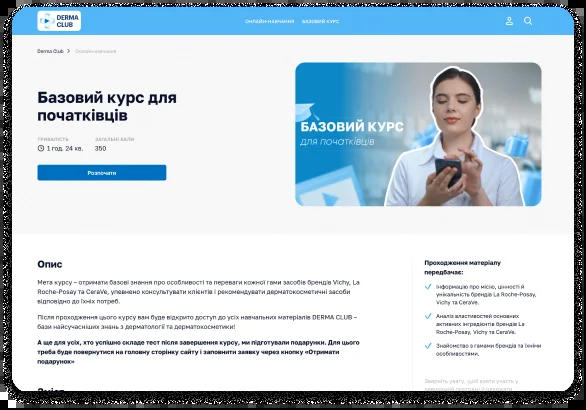 DERMA
CLUB
ОНЛАЙН-НАВЧАННЯ БАЗОВИЙ КУРС
Derma Club > Онлайн-навчання
Базовий курс для
початківців
ТРИВАЛІСТЬ ЗАГАЛЬНІ БАЛИ
1 год. 24 хв. 350
Розпочати
БАЗОВИЙ КУРС
для початківців
Опис
Мета курсу – отримати базові знання про особливості та переваги кожної гами засобів брендів Vichy, La
Roche-Posay та CeraVe, упевнено консультувати клієнтів і рекомендувати дерматокосметичні засоби
відповідно до їхніх потреб.
Після проходження цього курсу вам буде відкрито доступ до усіх навчальних матеріалів DERMA CLUB –
бази найсучасніших знань з дерматології та дерматокосметики!
А ще для усіх, хто успішно складе тест після завершення курсу, ми підготували подарунки. Для цього
треба буде повернутися на головну сторінку сайту і заповнити заявку через кнопку «Отримати
подарунок»
Проходження матеріалу
передбачає:
Інформацію про місію, цінності й
унікальність брендів La Roche-Posay,
Vichy та CeraVe.
Аналіз властивостей основних
активних інгредієнтів брендів La
Roche-Posay, Vichy та CeraVe.
Знайомство з гамами брендів та їхніми
особливостями.
Зверніть увагу, щоб взяти участь у